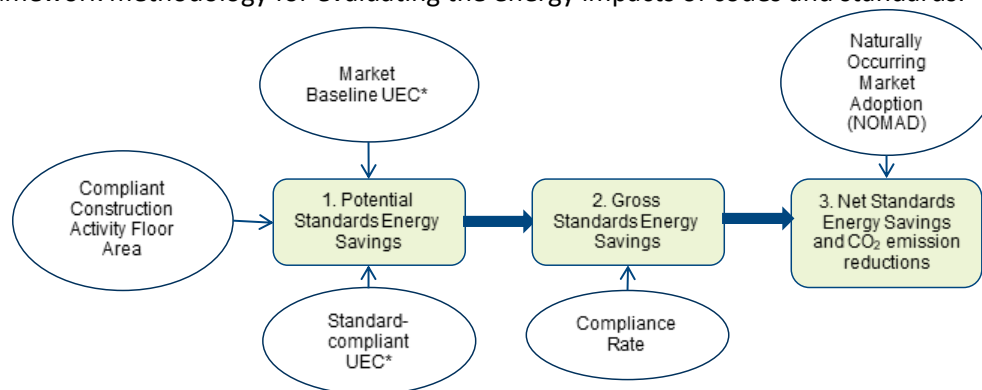 methodology for evaluating the energy impacts of codes and standards.
Market
Baseline UEC*
Naturally
Occurring
Market
Adoption
(NOMAD)
Compliant
Construction
Activity Floor
Area
1. Potential
Standards Energy
Savings
2. Gross
Standards Energy
Savings
3. Net Standards
Energy Savings
and CO₂ emission
reductions
Standard-
compliant
UEC*
Compliance
Rate